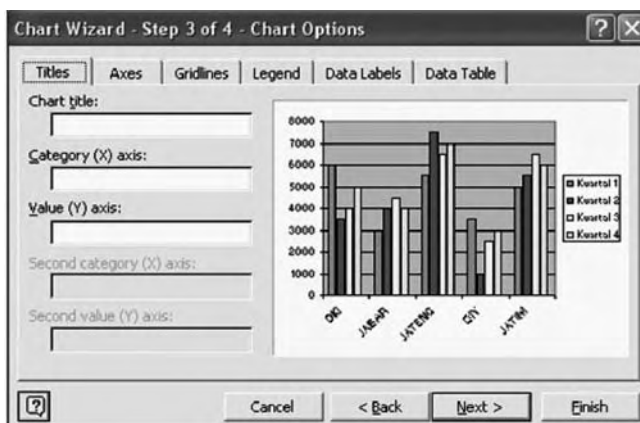 Chart Wizard - Step 3 of 4 - Chart Options
Titles Axes Gridlines Legend Data Labels Data Table
Chart title:
Category (X) axis:
Value (Y) axis:
Second category (X) axis:
Second value (Y) axis:
8000
7000
6000
5000
4000
3000
2000
1000
0
DKI JABAR JATENG DIY JATIM
Kwartal 1
Kwartal 2
Kwartal 3
Kwartal 4
Cancel < Back Next > Finish